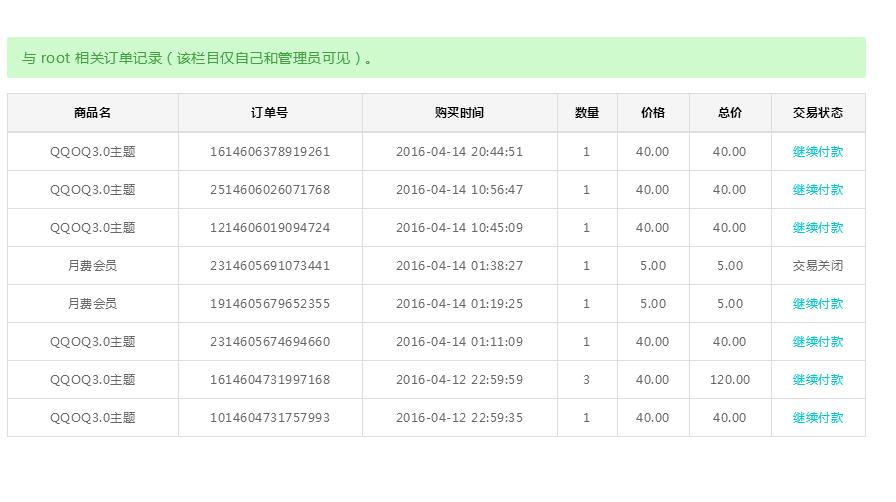 与 root 相关订单记录（该栏目仅自己和管理员可见）。
商品名 订单号 购买时间 数量 价格 总价 交易状态
QQOQ3.0主题 1614606378919261 2016-04-14 20:44:51 1 40.00 40.00 继续付款
QQOQ3.0主题 2514606026071768 2016-04-14 10:56:47 1 40.00 40.00 继续付款
QQOQ3.0主题 1214606019094724 2016-04-14 10:45:09 1 40.00 40.00 继续付款
月费会员 2314605691073441 2016-04-14 01:38:27 1 5.00 5.00 交易关闭
月费会员 1914605679652355 2016-04-14 01:19:25 1 5.00 5.00 继续付款
QQOQ3.0主题 2314605674694660 2016-04-14 01:11:09 1 40.00 40.00 继续付款
QQOQ3.0主题 1614604731997168 2016-04-12 22:59:59 3 40.00 120.00 继续付款
QQOQ3.0主题 1014604731757993 2016-04-12 22:59:35 1 40.00 40.00 继续付款